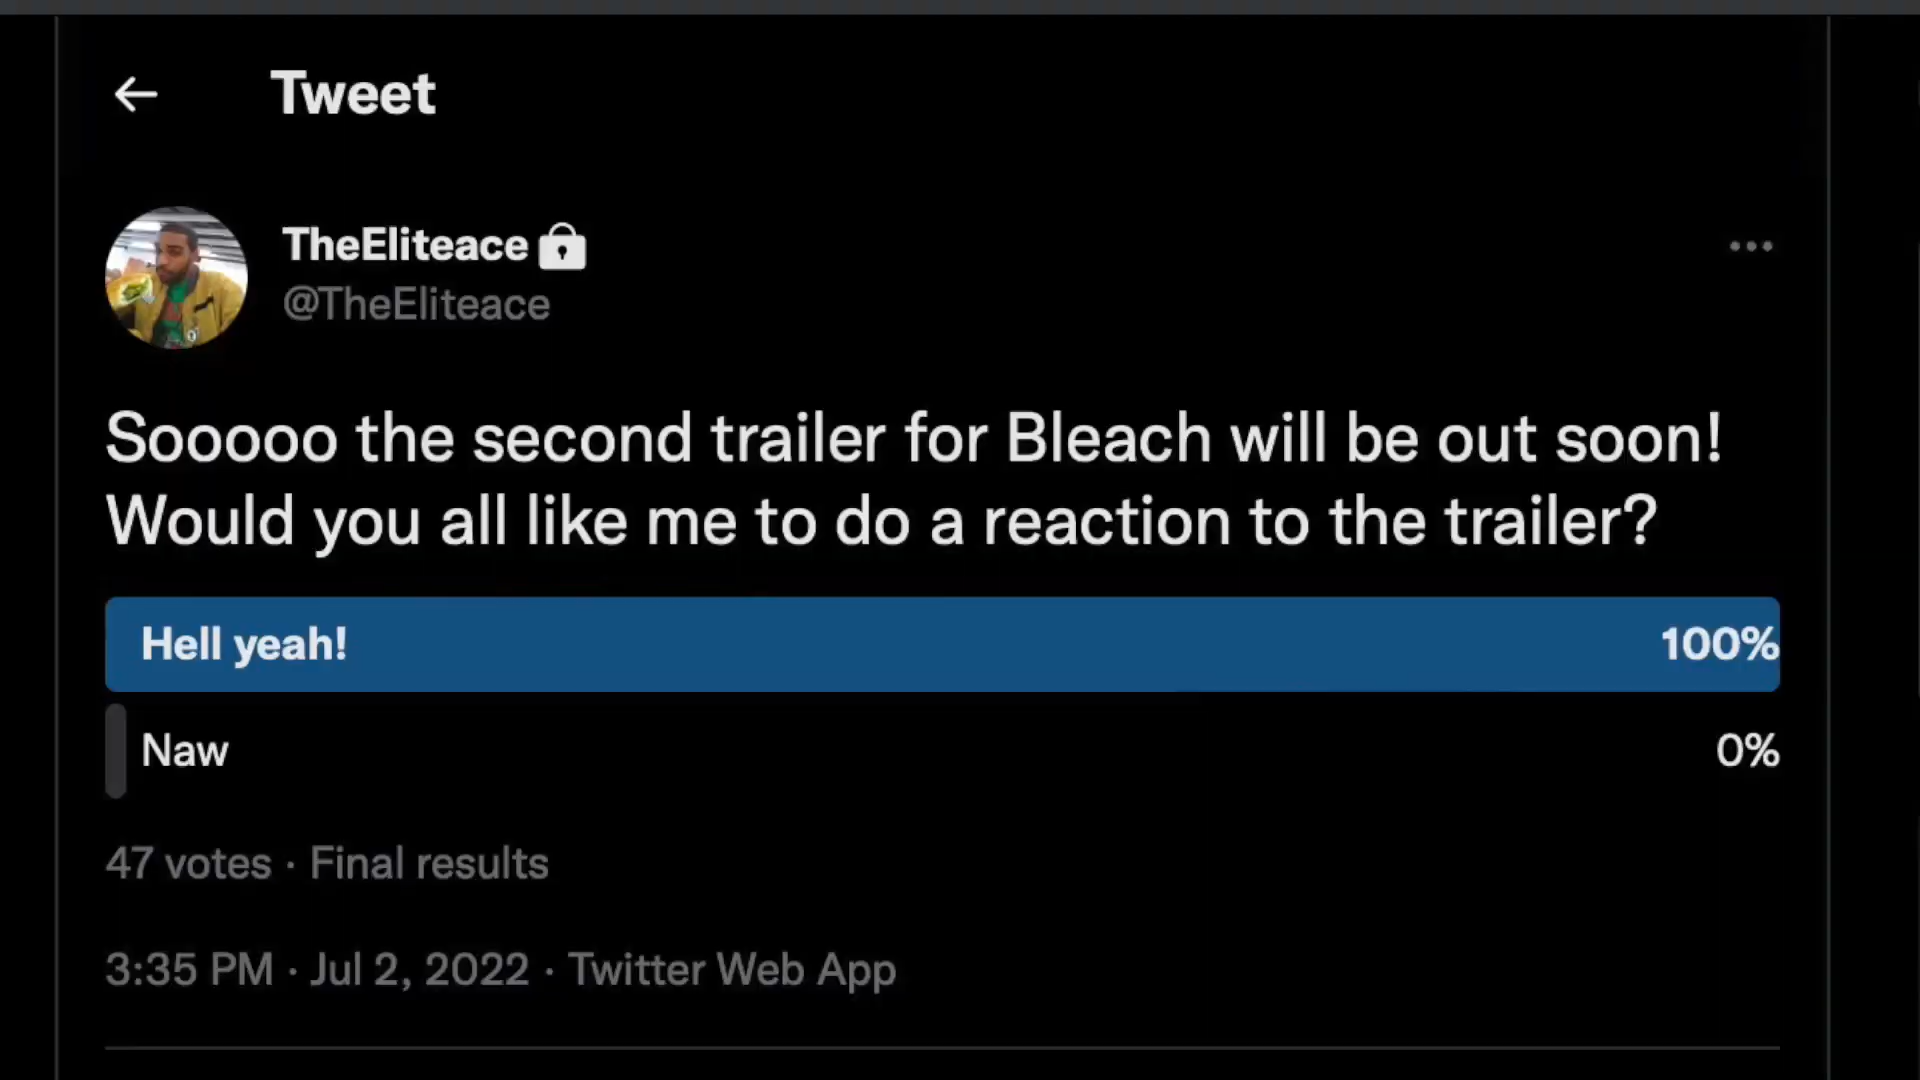 Tweet
TheEliteace
@TheEliteace
Sooooo the second trailer for Bleach will be out soon!
Would you all like me to do a reaction to the trailer?
Hell yeah! 100%
Naw 0%
47 votes · Final results
3:35 PM · Jul 2, 2022 · Twitter Web App